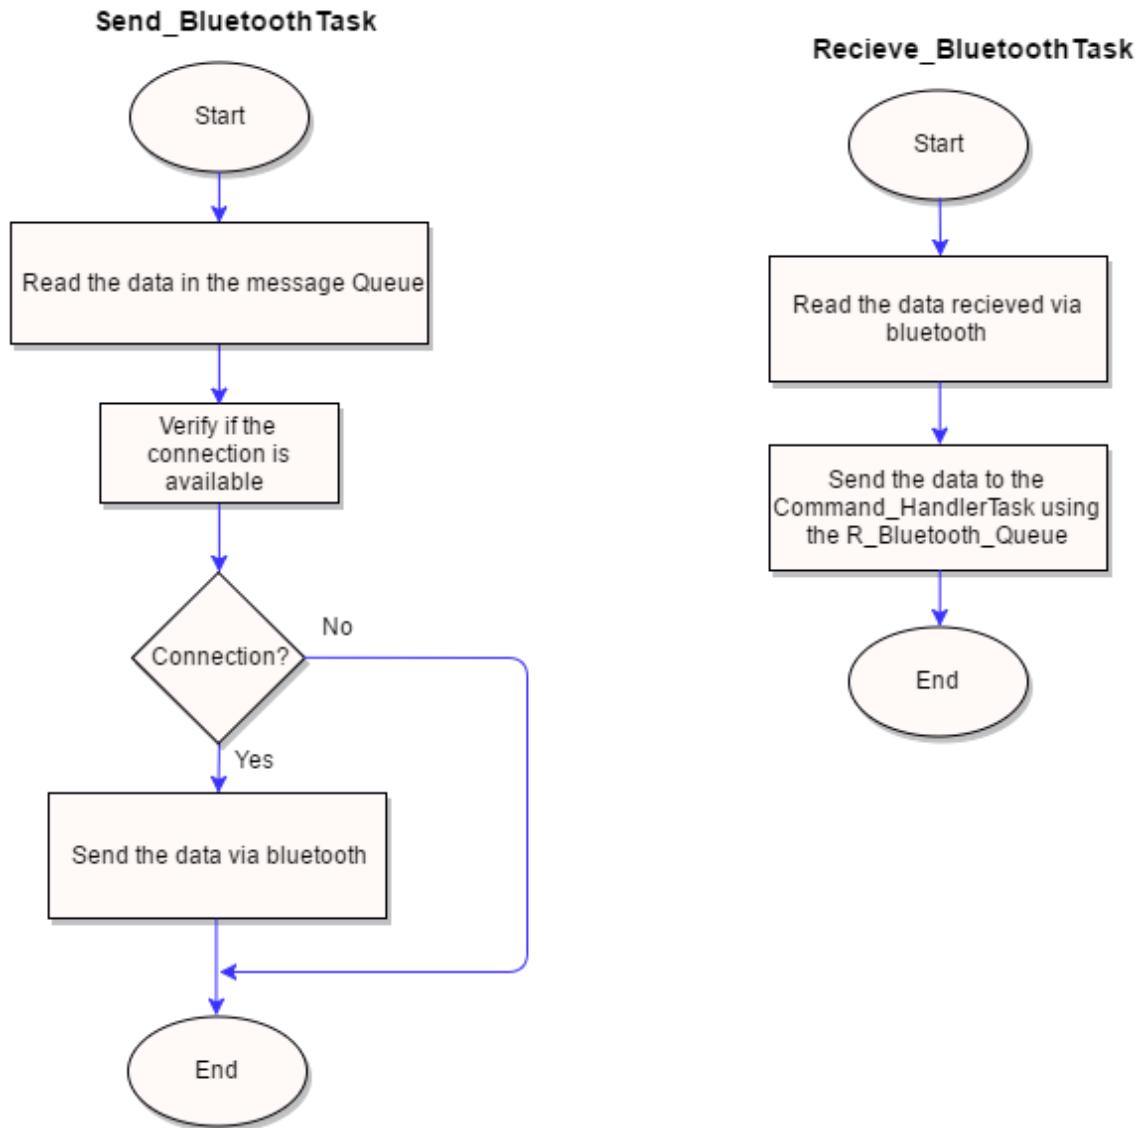 Send_BluetoothTask
Start
Read the data in the message Queue
Verify if the
connection is
available
Connection?
No
Yes
Send the data via bluetooth
End
Recieve_BluetoothTask
Start
Read the data recieved via
bluetooth
Send the data to the
Command_HandlerTask using
the R_Bluetooth_Queue
End